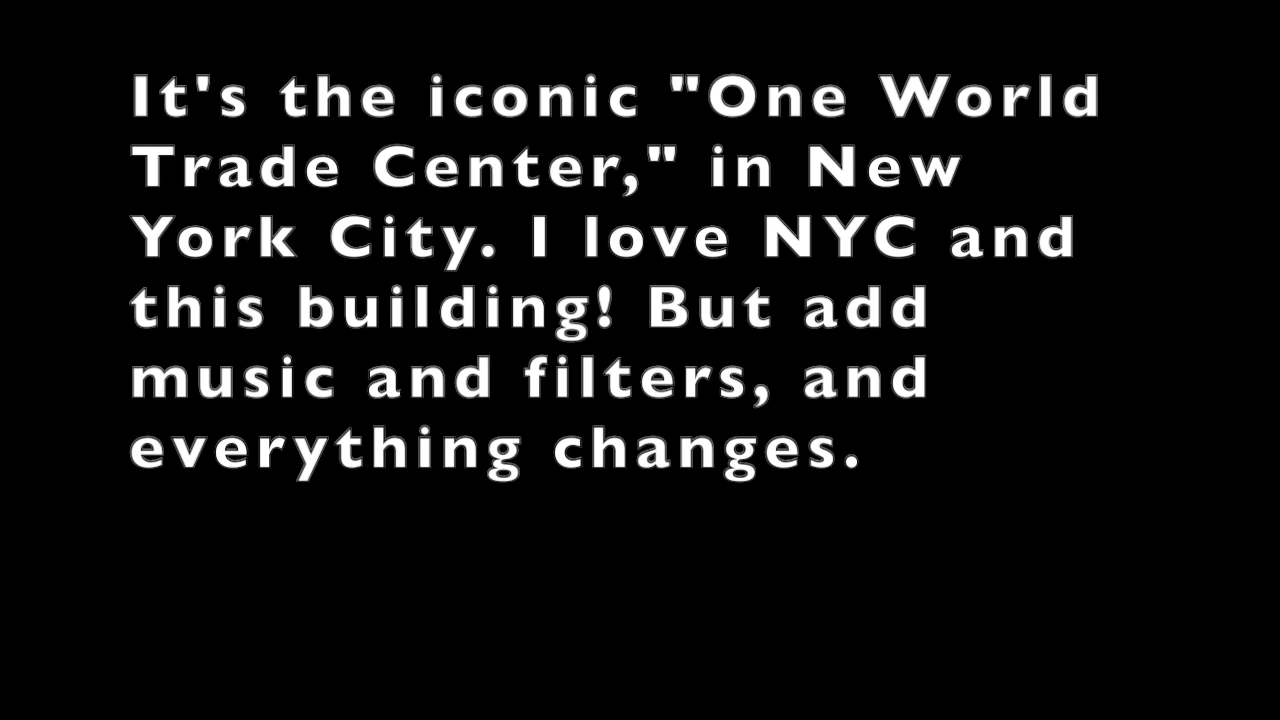 It's the iconic "One World
Trade Center," in New
York City. I love NYC and
this building! But add
music and filters, and
everything changes.